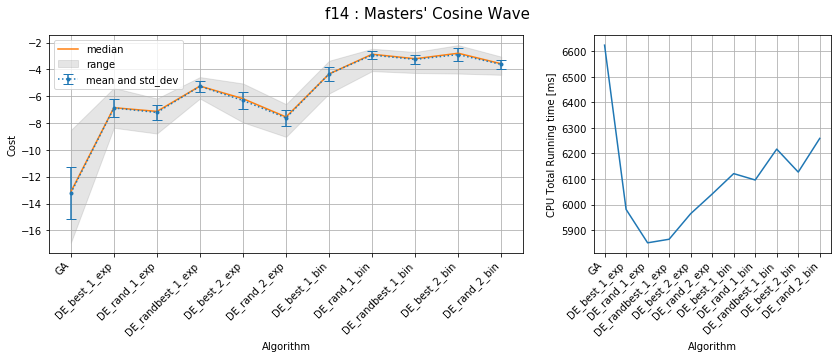 f14 : Masters' Cosine Wave
median
range
mean and std_dev
Cost
−2
−4
−6
−8
−10
−12
−14
−16
GA
DE_best_1_exp
DE_rand_1_exp
DE_randbest_1_exp
DE_best_2_exp
DE_rand_2_exp
DE_best_1_bin
DE_rand_1_bin
DE_randbest_1_bin
DE_best_2_bin
DE_rand_2_bin
Algorithm
CPU Total Running time [ms]
6600
6500
6400
6300
6200
6100
6000
5900
GA
DE_best_1_exp
DE_rand_1_exp
DE_randbest_1_exp
DE_best_2_exp
DE_rand_2_exp
DE_best_1_bin
DE_rand_1_bin
DE_randbest_1_bin
DE_best_2_bin
DE_rand_2_bin
Algorithm